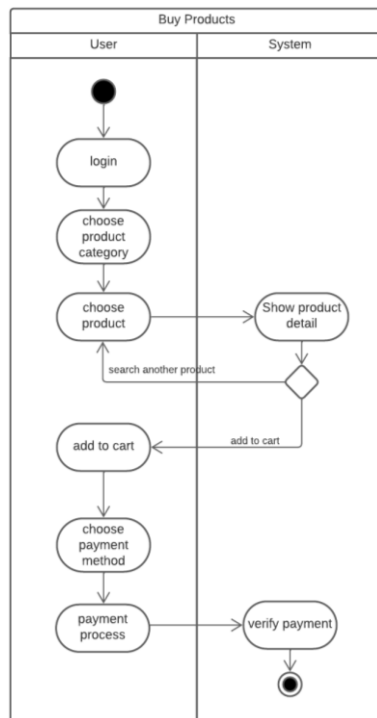 Buy Products
User
System
login
choose
product
category
choose
product
Show product
detail
search another product
add to cart
add to cart
choose
payment
method
payment
process
verify payment